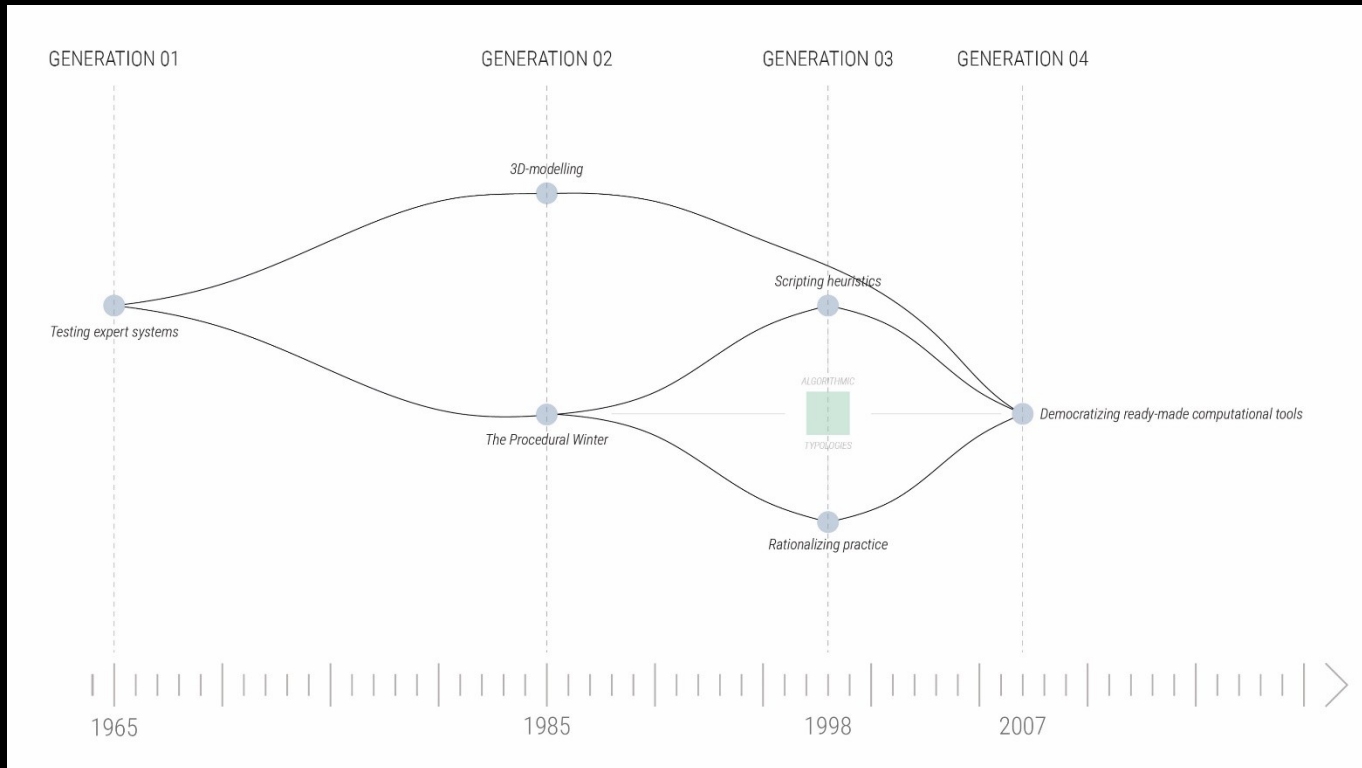 GENERATION 01
GENERATION 02
GENERATION 03
GENERATION 04
3D-modelling
Scripting heuristics
Testing expert systems
ALGORITHMIC
Democratizing ready-made computational tools
The Procedural Winter
TYPOLOGIES
Rationalizing practice
1965
1985
1998
2007